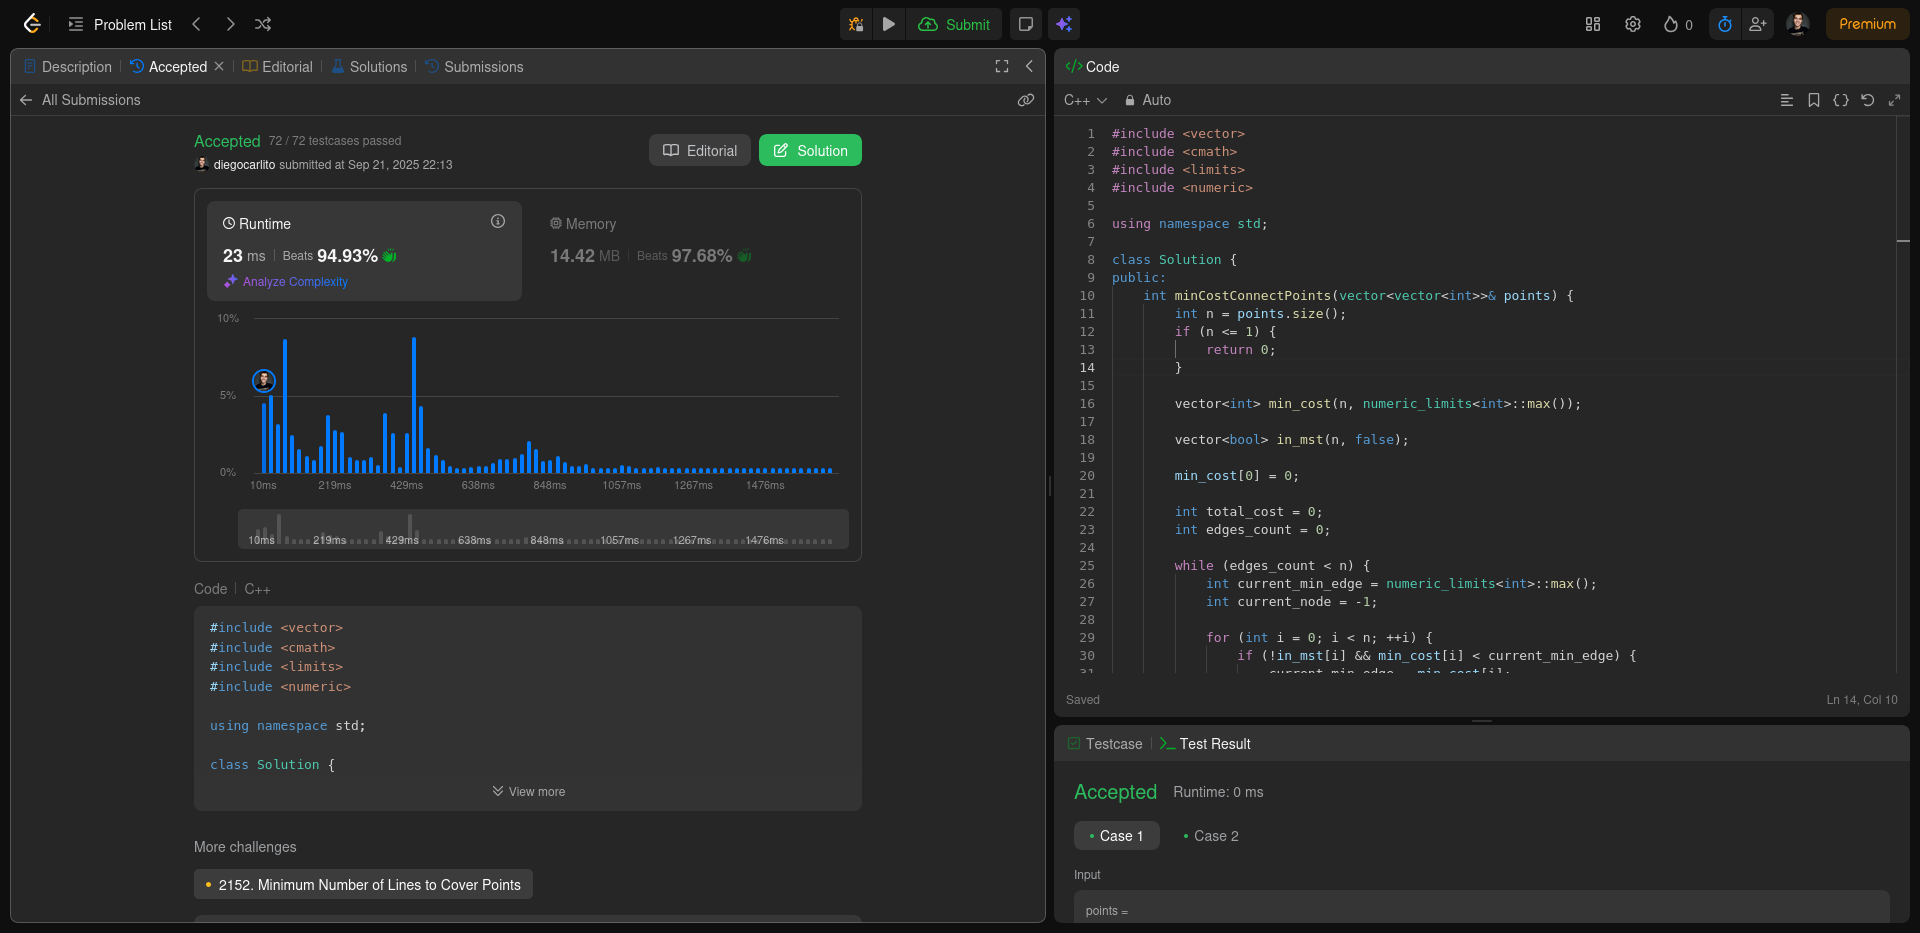 Problem List
Submit
0
Premium
Description
Accepted
Editorial
Solutions
Submissions
All Submissions
Accepted 72 / 72 testcases passed
diegocarlito submitted at Sep 21, 2025 22:13
Editorial
Solution
Runtime
23 ms Beats 94.93%
Analyze Complexity
Memory
14.42 MB Beats 97.68%
10%
5%
0%
10ms 219ms 429ms 638ms 848ms 1057ms 1267ms 1476ms
10ms 219ms 429ms 638ms 848ms 1057ms 1267ms 1476ms
Code C++
#include <vector>
#include <cmath>
#include <limits>
#include <numeric>
using namespace std;
class Solution {
View more
More challenges
2152. Minimum Number of Lines to Cover Points
</> Code
C++ Auto
1 #include <vector>
2 #include <cmath>
3 #include <limits>
4 #include <numeric>
5
6 using namespace std;
7
8 class Solution {
9 public:
10 int minCostConnectPoints(vector<vector<int>>& points) {
11 int n = points.size();
12 if (n <= 1) {
13 return 0;
14 }
15
16 vector<int> min_cost(n, numeric_limits<int>::max());
17
18 vector<bool> in_mst(n, false);
19
20 min_cost[0] = 0;
21
22 int total_cost = 0;
23 int edges_count = 0;
24
25 while (edges_count < n) {
26 int current_min_edge = numeric_limits<int>::max();
27 int current_node = -1;
28
29 for (int i = 0; i < n; ++i) {
30 if (!in_mst[i] && min_cost[i] < current_min_edge) {
31 current_min_edge = min_cost[i];
Saved
Ln 14, Col 10
Testcase
Test Result
Accepted Runtime: 0 ms
Case 1
Case 2
Input
points =